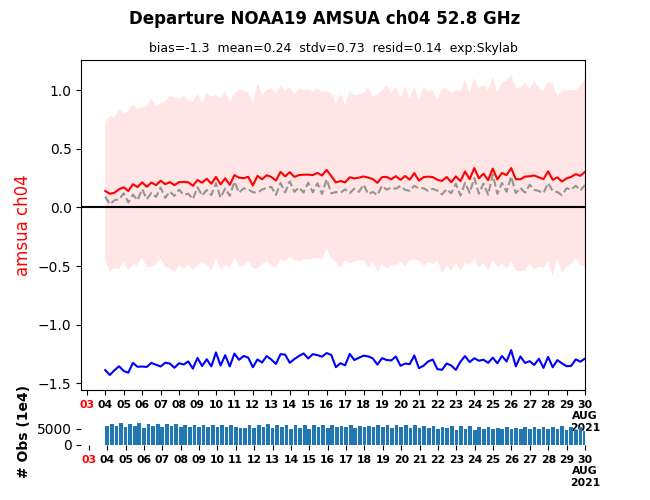 Departure NOAA19 AMSUA ch04 52.8 GHz
bias=-1.3 mean=0.24 stdv=0.73 resid=0.14 exp:Skylab
1.0
0.5
0.0
−0.5
−1.0
−1.5
amsua ch04
03 04 05 06 07 08 09 10 11 12 13 14 15 16 17 18 19 20 21 22 23 24 25 26 27 28 29 30
AUG
2021
5000
0
# Obs (1e4)
03 04 05 06 07 08 09 10 11 12 13 14 15 16 17 18 19 20 21 22 23 24 25 26 27 28 29 30
AUG
2021